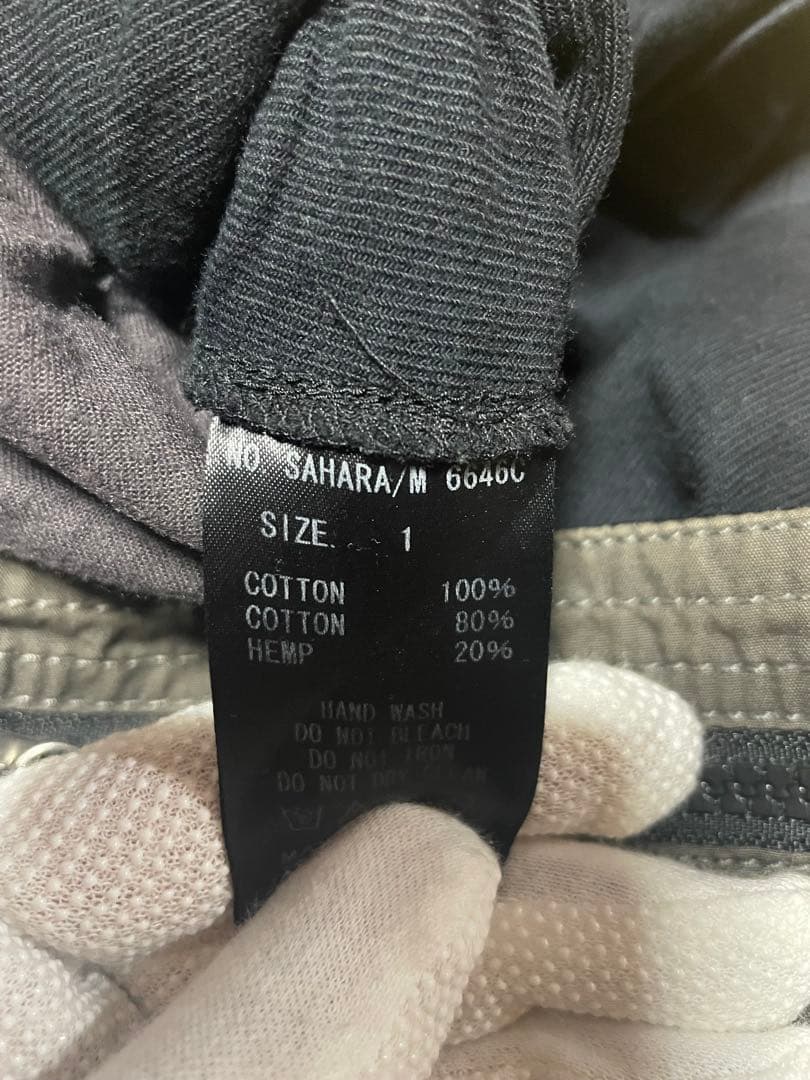 NO SAHARA/M 6646C
SIZE 1
COTTON 100%
COTTON 80%
HEMP 20%
HAND WASH
DO NOT BLEACH
DO NOT IRON
DO NOT DRY CLEAN